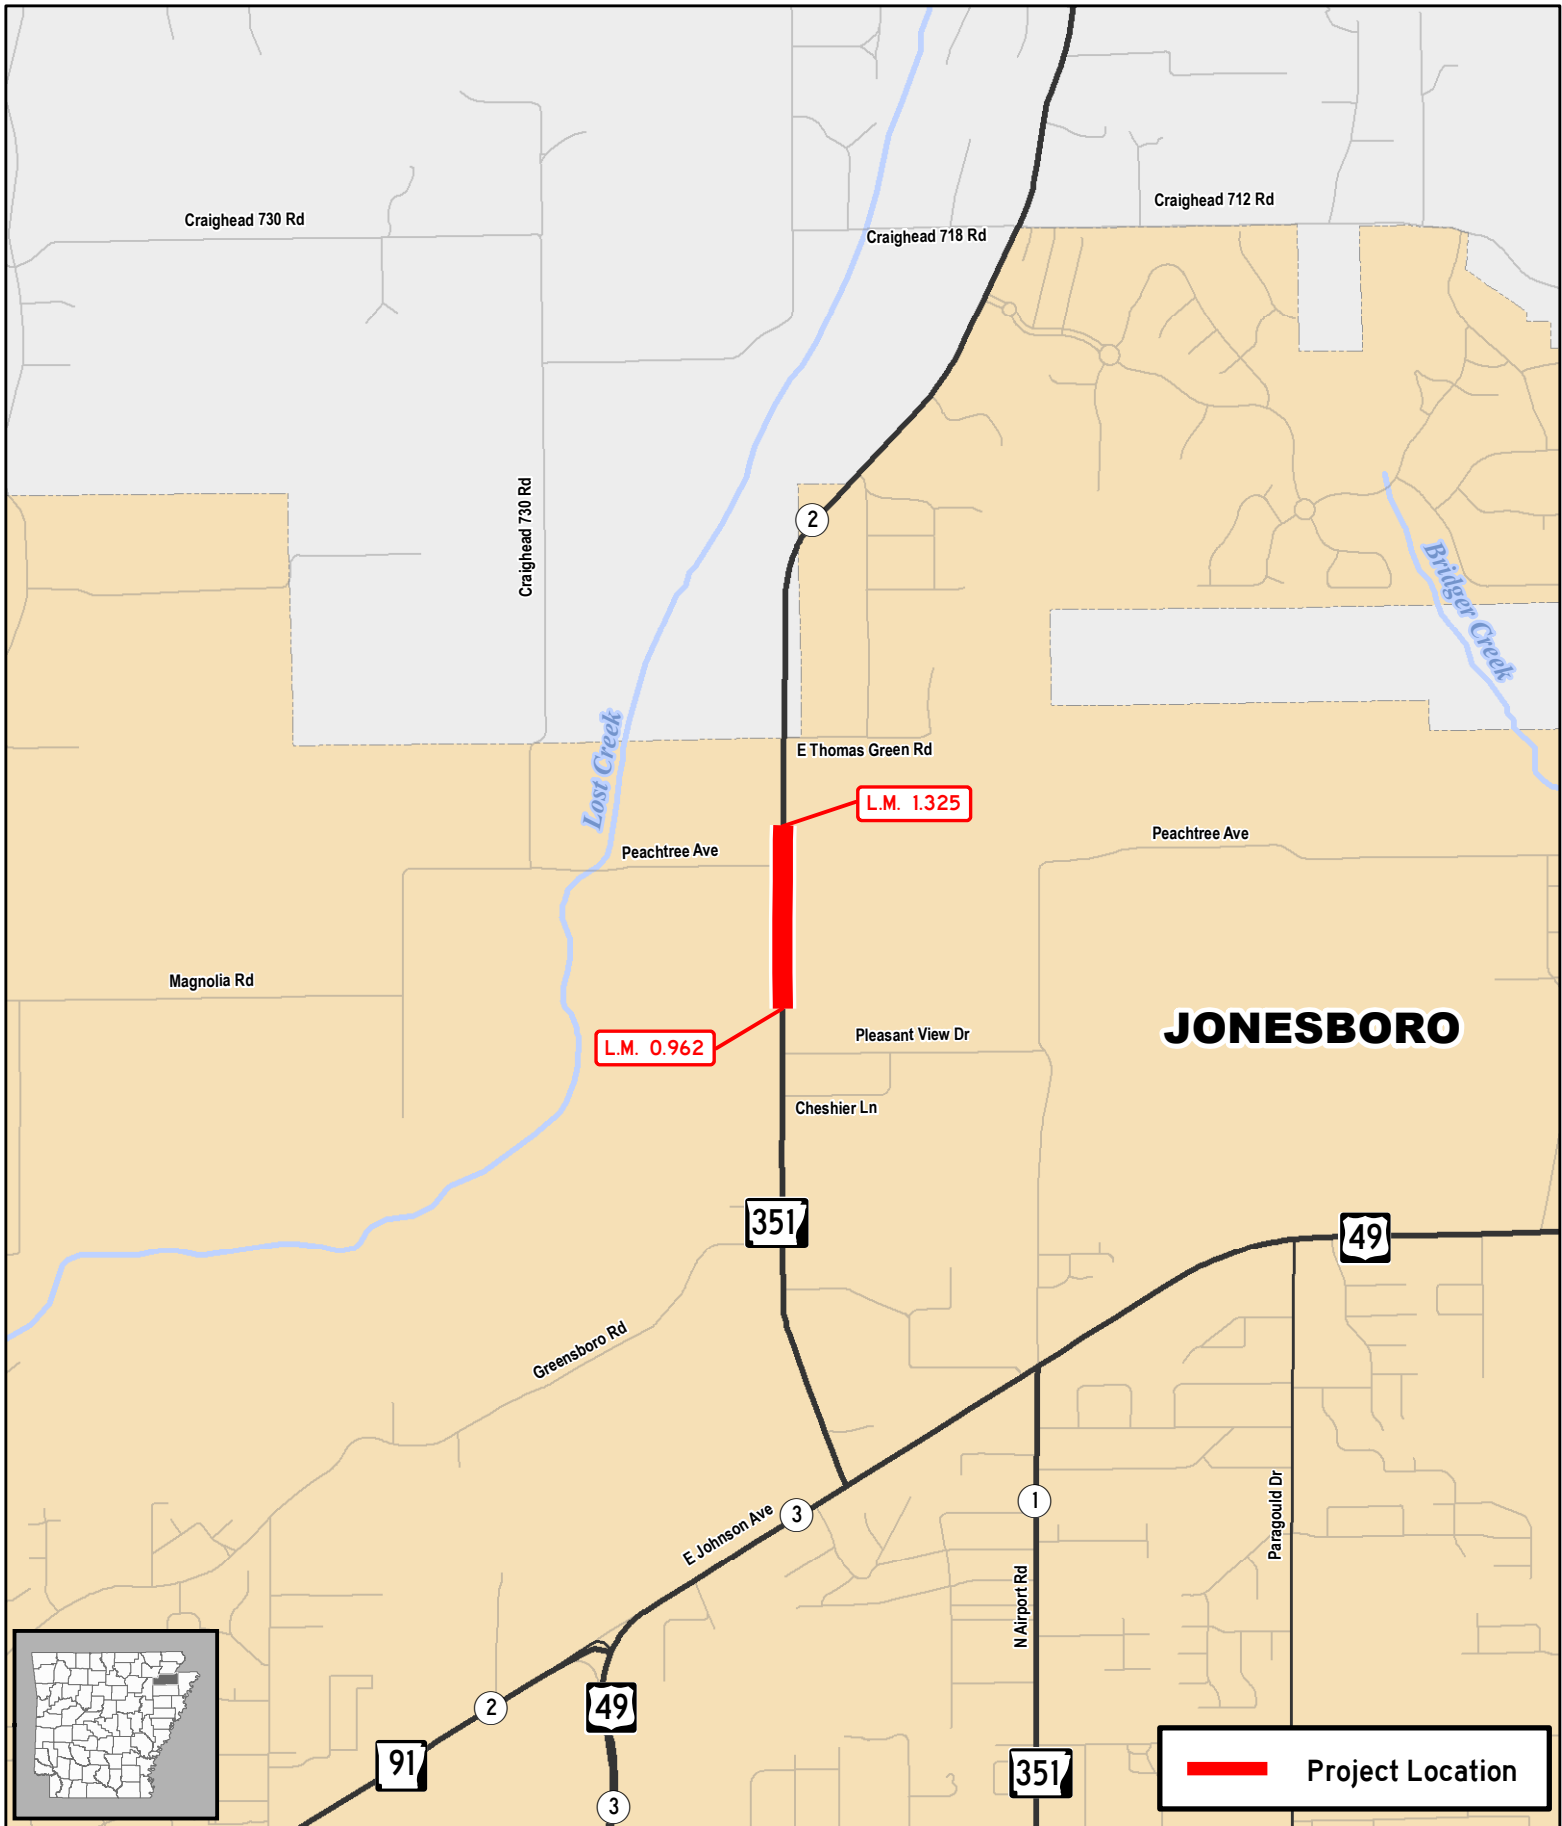 Craighead 712 Rd
Craighead 730 Rd
Craighead 718 Rd
Craighead 730 Rd
2
Bridger Creek
Lost Creek
E Thomas Green Rd
L.M. 1.325
Peachtree Ave
Peachtree Ave
Magnolia Rd
JONESBORO
Pleasant View Dr
L.M. 0.962
Cheshier Ln
351
49
Greensboro Rd
1
3
E Johnson Ave
Paragould Dr
N Airport Rd
2
49
91
351
Project Location
3